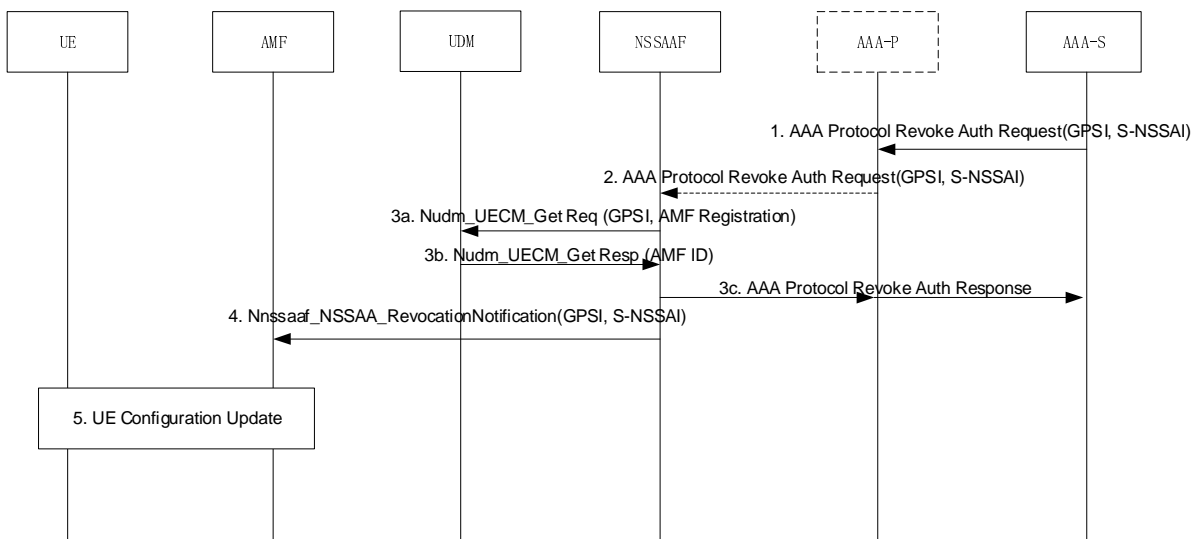 UE
AMF
UDM
NSSAAF
AAA-P
AAA-S
1. AAA Protocol Revoke Auth Request(GPSI, S-NSSAI)
2. AAA Protocol Revoke Auth Request(GPSI, S-NSSAI)
3a. Nudm_UECM_Get Req (GPSI, AMF Registration)
3b. Nudm_UECM_Get Resp (AMF ID)
3c. AAA Protocol Revoke Auth Response
4. Nnssaaf_NSSAA_RevocationNotification(GPSI, S-NSSAI)
5. UE Configuration Update